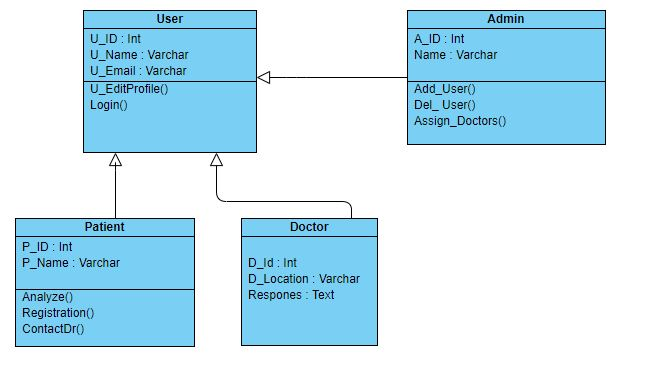 User
U_ID : Int
U_Name : Varchar
U_Email : Varchar
U_EditProfile()
Login()
Admin
A_ID : Int
Name : Varchar
Add_User()
Del_ User()
Assign_Doctors()
Patient
P_ID : Int
P_Name : Varchar
Analyze()
Registration()
ContactDr()
Doctor
D_Id : Int
D_Location : Varchar
Respones : Text